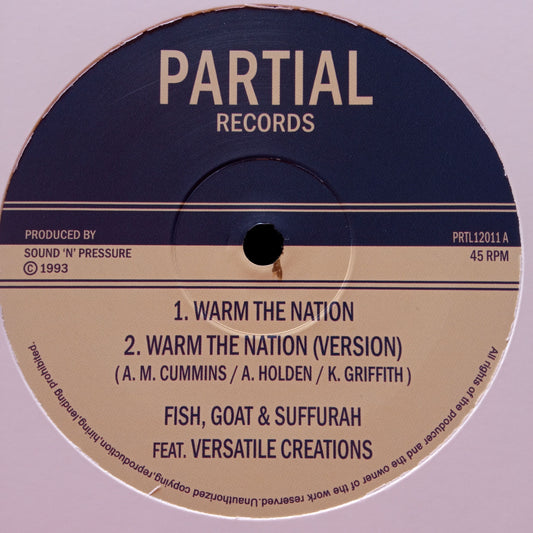 PARTIAL
RECORDS
PRODUCED BY
SOUND 'N' PRESSURE
© 1993
PRTL12011 A
45 RPM
1. WARM THE NATION
2. WARM THE NATION (VERSION)
( A. M. CUMMINS / A. HOLDEN / K. GRIFFITH )
FISH, GOAT & SUFFURAH
FEAT. VERSATILE CREATIONS
All rights of the producer and the owner of the work reserved.Unauthorized copying,reproduction,hiring,lending prohibited.